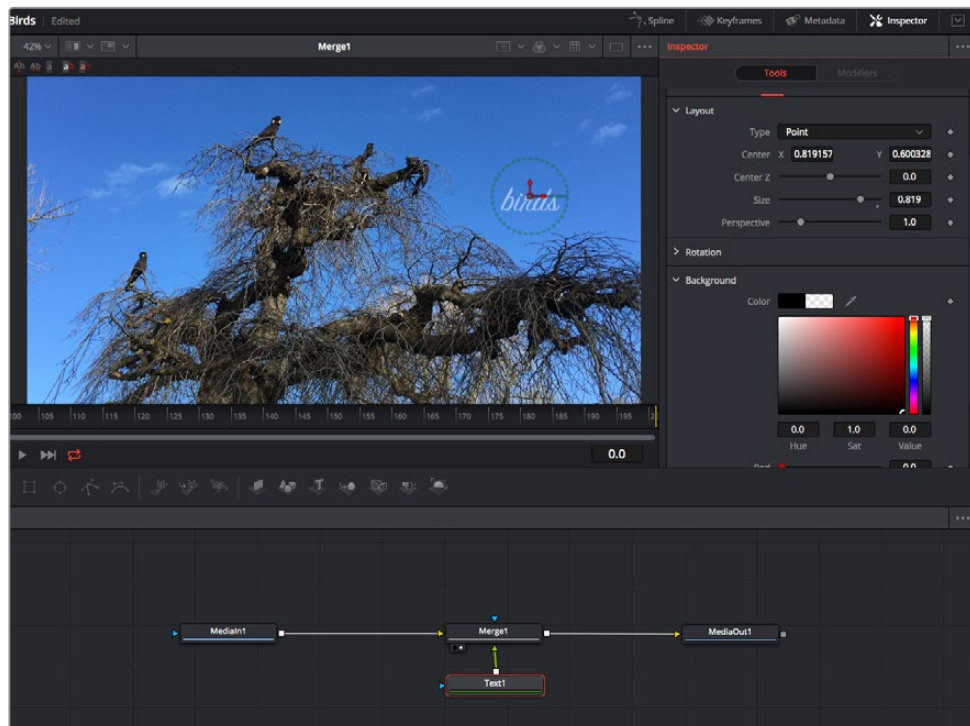 Birds Edited Spline Keyframes Metadata Inspector
42% Merge1 Inspector
Tools Modifiers
Layout
Type Point
Center X 0.819157 Y 0.600328
Center Z 0.0
Size 0.819
Perspective 1.0
Rotation
Background
Color
birds
105 110 115 120 125 130 135 140 145 150 155 160 165 170 175 180 185 190 195
0.0
0.0 1.0 0.0
Hue Sat Value
T
MediaIn1 Merge1 MediaOut1
Text1